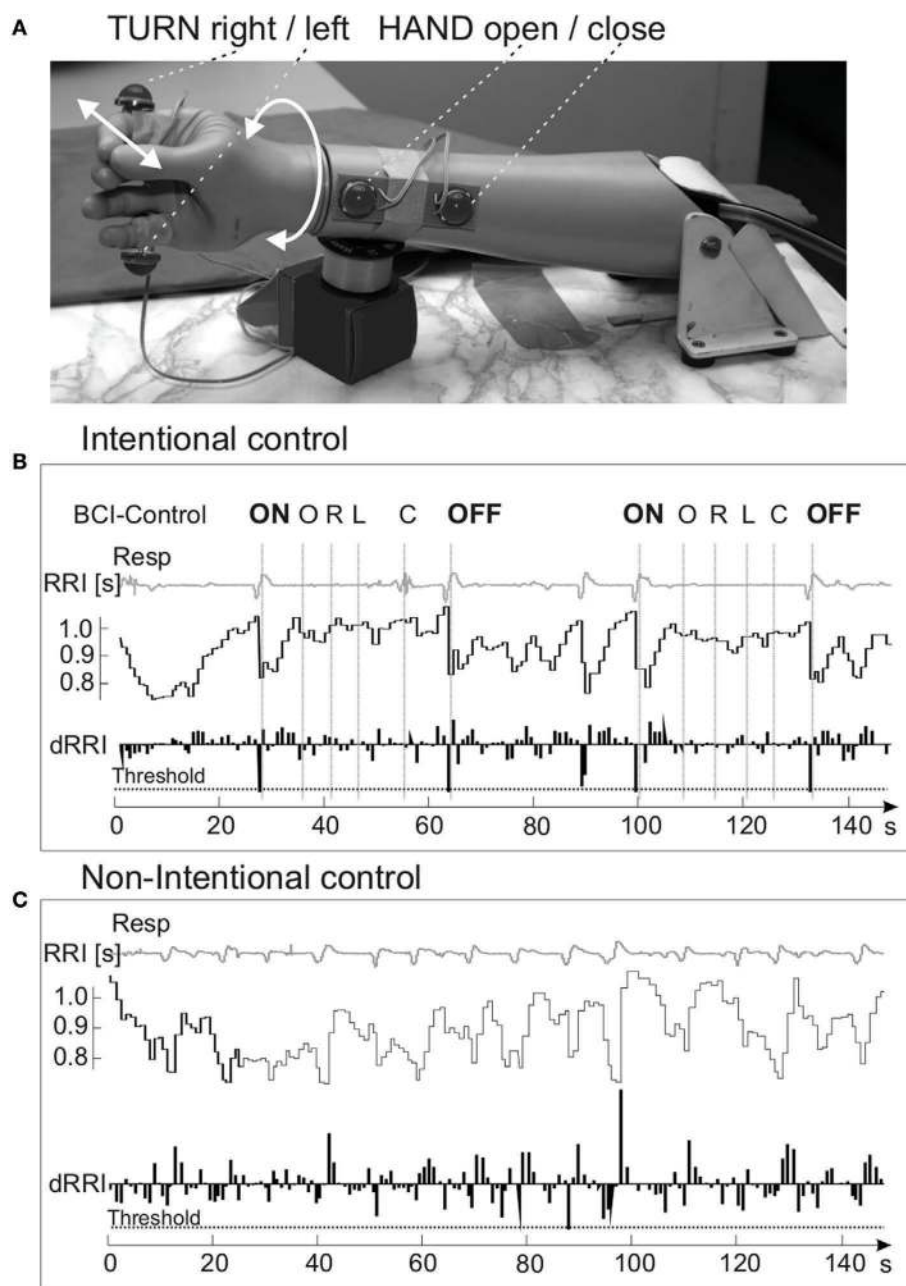 A
TURN right / left HAND open / close
B
Intentional control
BCI-Control ON O R L C OFF ON O R L C OFF
Resp
RRI [s]
1.0
0.9
0.8
dRRI
Threshold
0 20 40 60 80 100 120 140 s
C
Non-Intentional control
Resp
RRI [s]
1.0
0.9
0.8
dRRI
Threshold
0 20 40 60 80 100 120 140 s